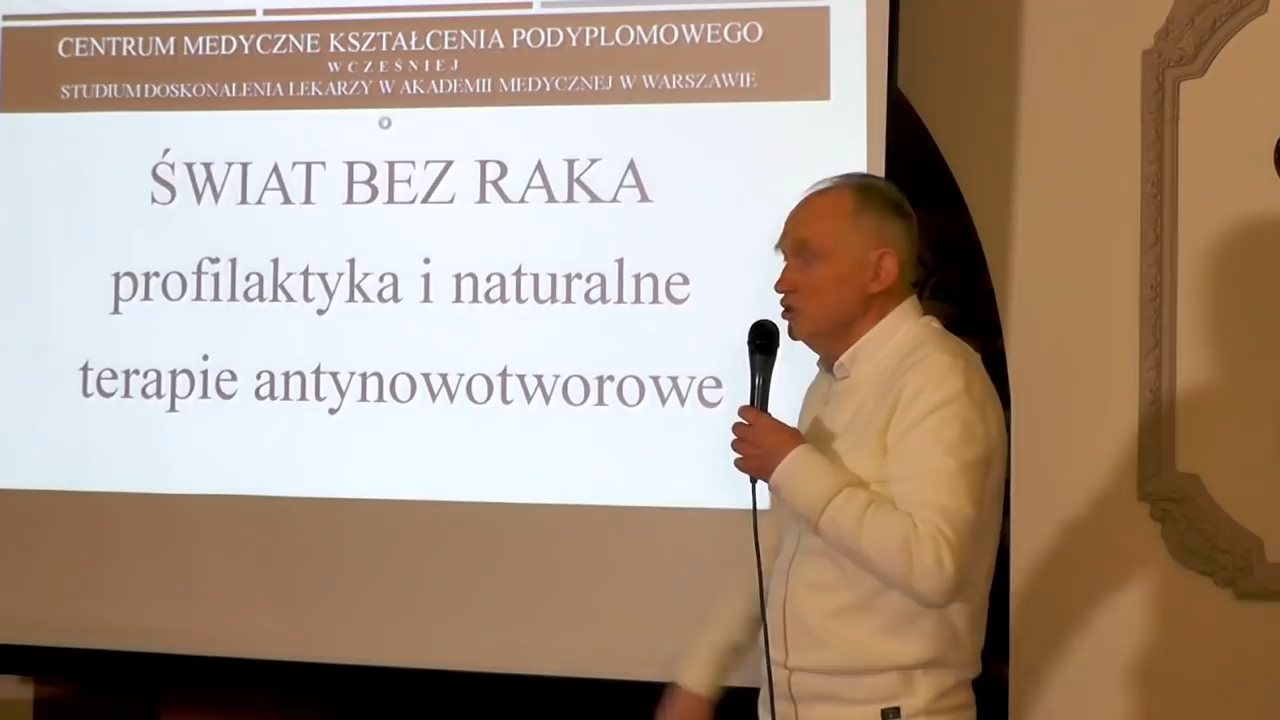 CENTRUM MEDYCZNE KSZTAŁCENIA PODYPLOMOWEGO
WCZEŚNIEJ
STUDIUM DOSKONALENIA LEKARZY W AKADEMII MEDYCZNEJ W WARSZAWIE
ŚWIAT BEZ RAKA
profilaktyka i naturalne
terapie antynowotworowe